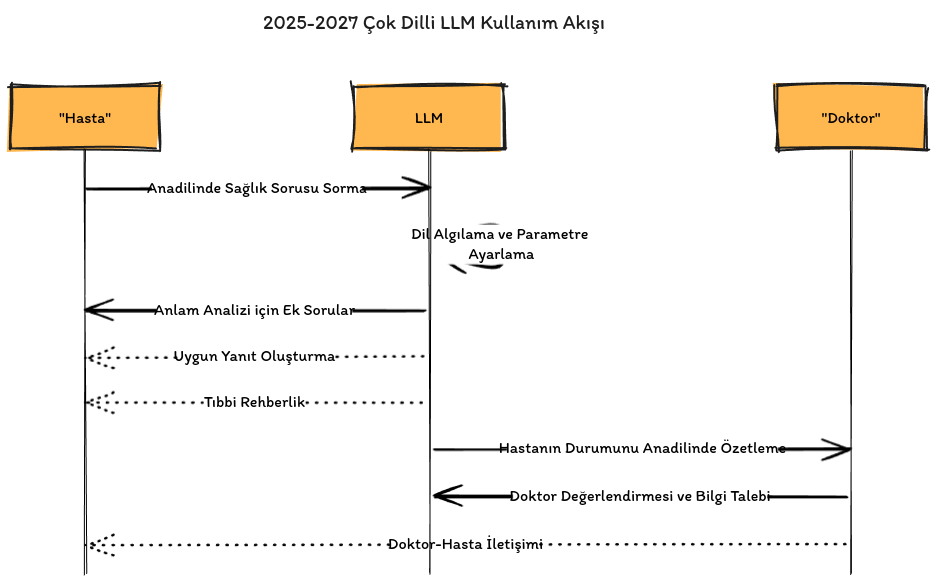 2025-2027 Çok Dilli LLM Kullanım Akışı
"Hasta"
LLM
"Doktor"
Anadilinde Sağlık Sorusu Sorma
Dil Algılama ve Parametre
Ayarlama
Anlam Analizi için Ek Sorular
Uygun Yanıt Oluşturma
Tıbbi Rehberlik
Hastanın Durumunu Anadilinde Özetleme
Doktor Değerlendirmesi ve Bilgi Talebi
Doktor-Hasta İletişimi